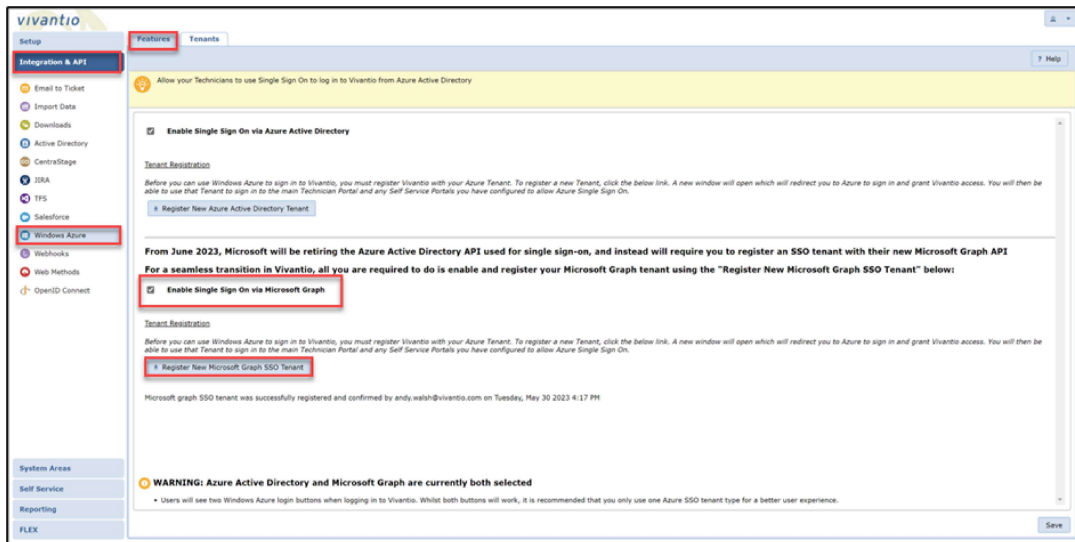 vivantio
Setup
Integration & API
Email to Ticket
Import Data
Downloads
Active Directory
CentraStage
JIRA
TFS
Salesforce
Windows Azure
Webhooks
Web Methods
OpenID Connect
System Areas
Self Service
Reporting
FLEX
Features Tenants
? Help
Allow your Technicians to use Single Sign On to log in to Vivantio from Azure Active Directory
Enable Single Sign On via Azure Active Directory
Tenant Registration
Before you can use Windows Azure to sign in to Vivantio, you must register Vivantio with your Azure Tenant. To register a new Tenant, click the below link. A new window will open which will redirect you to Azure to sign in and grant Vivantio access. You will then be
able to use that Tenant to sign in to the main Technician Portal and any Self Service Portals you have configured to allow Azure Single Sign On.
Register New Azure Active Directory Tenant
From June 2023, Microsoft will be retiring the Azure Active Directory API used for single sign-on, and instead will require you to register an SSO tenant with their new Microsoft Graph API
For a seamless transition in Vivantio, all you are required to do is enable and register your Microsoft Graph tenant using the "Register New Microsoft Graph SSO Tenant" below:
Enable Single Sign On via Microsoft Graph
Tenant Registration
Before you can use Windows Azure to sign in to Vivantio, you must register Vivantio with your Azure Tenant. To register a new Tenant, click the below link. A new window will open which will redirect you to Azure to sign in and grant Vivantio access. You will then be
able to use that Tenant to sign in to the main Technician Portal and any Self Service Portals you have configured to allow Azure Single Sign On.
Register New Microsoft Graph SSO Tenant
Microsoft graph SSO tenant was successfully registered and confirmed by andy.walsh@vivantio.com on Tuesday, May 30 2023 4:17 PM
WARNING: Azure Active Directory and Microsoft Graph are currently both selected
• Users will see two Windows Azure login buttons when logging in to Vivantio. Whilst both buttons will work, it is recommended that you only use one Azure SSO tenant type for a better user experience.
Save